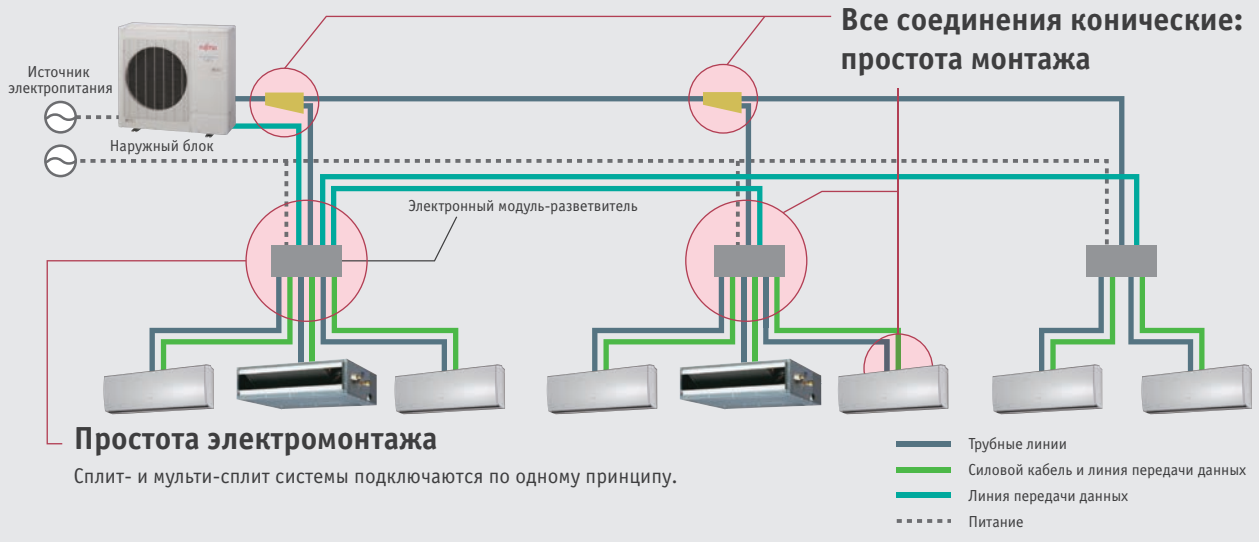 Все соединения конические:
простота монтажа
FUJITSU
Источник
электропитания
Наружный блок
Электронный модуль-разветвитель
Простота электромонтажа
Сплит- и мульти-сплит системы подключаются по одному принципу.
Трубные линии
Силовой кабель и линия передачи данных
Линия передачи данных
Питание